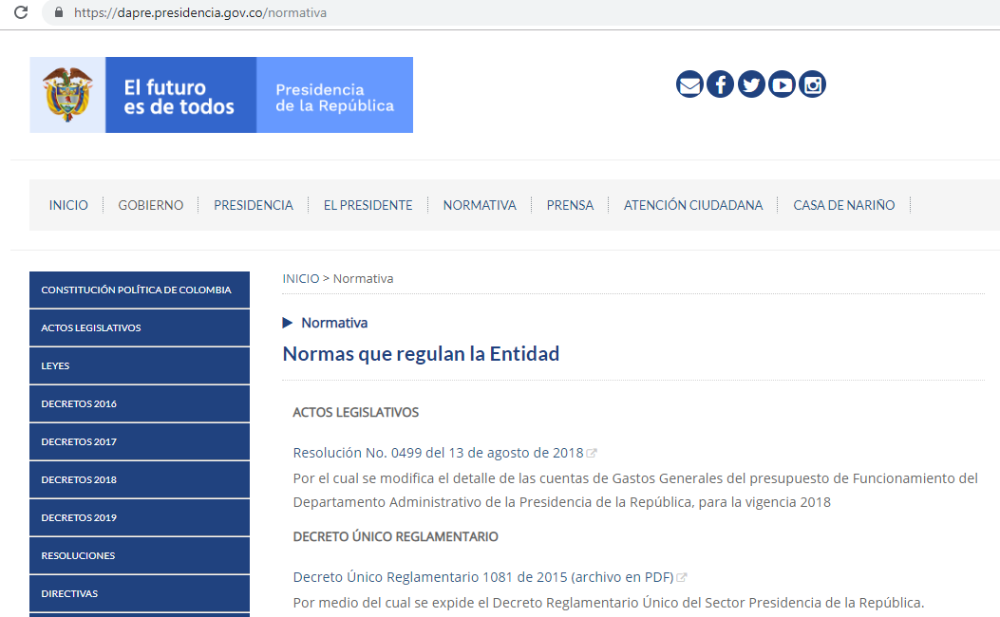 https://dapre.presidencia.gov.co/normativa
El futuro
es de todos
Presidencia
de la República
INICIO
GOBIERNO
PRESIDENCIA
EL PRESIDENTE
NORMATIVA
PRENSA
ATENCIÓN CIUDADANA
CASA DE NARIÑO
CONSTITUCIÓN POLÍTICA DE COLOMBIA
ACTOS LEGISLATIVOS
LEYES
DECRETOS 2016
DECRETOS 2017
DECRETOS 2018
DECRETOS 2019
RESOLUCIONES
DIRECTIVAS
INICIO > Normativa
Normativa
Normas que regulan la Entidad
ACTOS LEGISLATIVOS
Resolución No. 0499 del 13 de agosto de 2018
Por el cual se modifica el detalle de las cuentas de Gastos Generales del presupuesto de Funcionamiento del
Departamento Administrativo de la Presidencia de la República, para la vigencia 2018
DECRETO ÚNICO REGLAMENTARIO
Decreto Único Reglamentario 1081 de 2015 (archivo en PDF)
Por medio del cual se expide el Decreto Reglamentario Único del Sector Presidencia de la República.